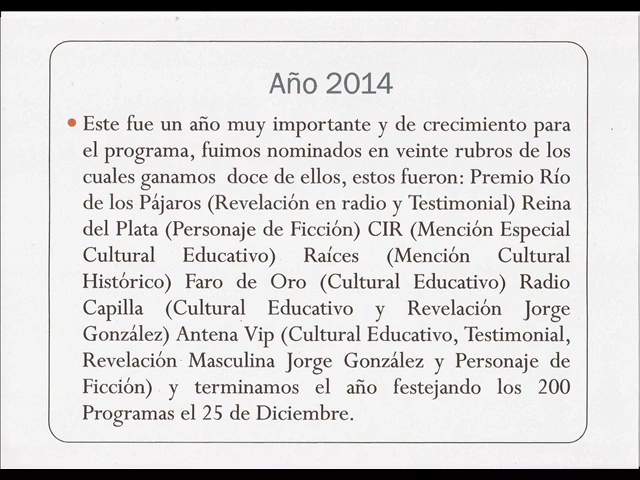 Año 2014
• Este fue un año muy importante y de crecimiento para
el programa, fuimos nominados en veinte rubros de los
cuales ganamos doce de ellos, estos fueron: Premio Río
de los Pájaros (Revelación en radio y Testimonial) Reina
del Plata (Personaje de Ficción) CIR (Mención Especial
Cultural Educativo) Raíces (Mención Cultural
Histórico) Faro de Oro (Cultural Educativo) Radio
Capilla (Cultural Educativo y Revelación Jorge
González) Antena Vip (Cultural Educativo, Testimonial,
Revelación Masculina Jorge González y Personaje de
Ficción) y terminamos el año festejando los 200
Programas el 25 de Diciembre.